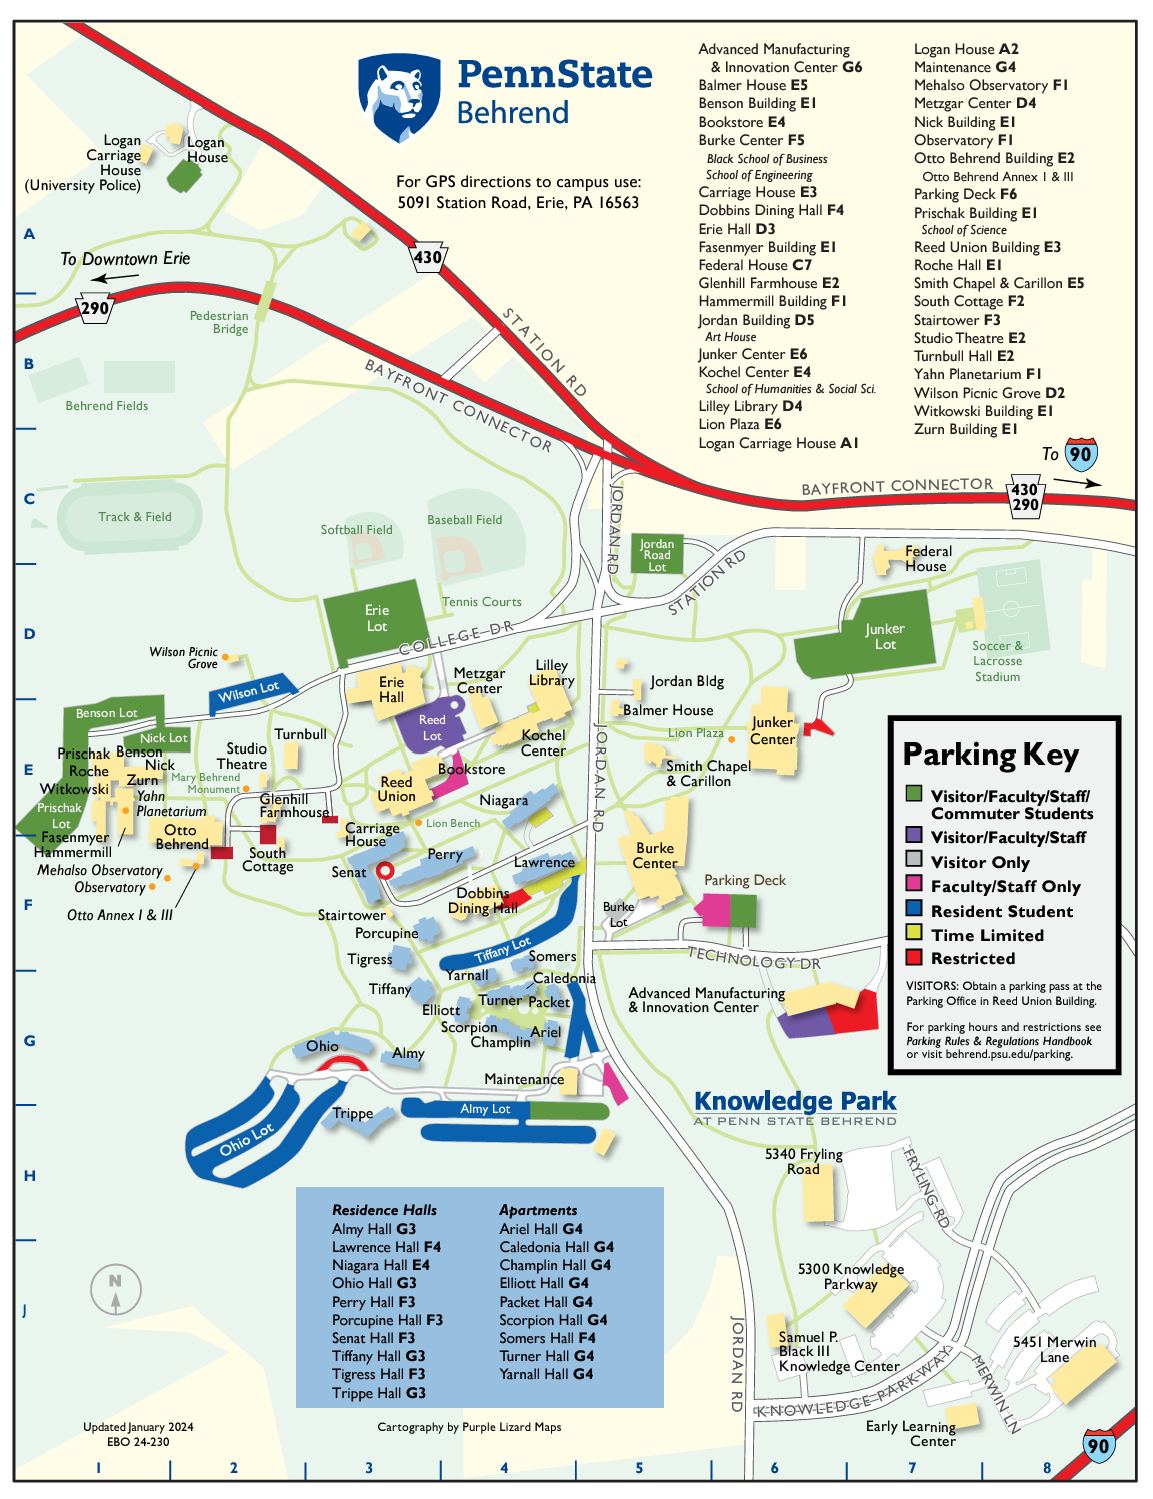 PennState
Behrend
For GPS directions to campus use:
5091 Station Road, Erie, PA 16563
Advanced Manufacturing
& Innovation Center G6
Balmer House E5
Benson Building E1
Bookstore E4
Burke Center F5
Black School of Business
School of Engineering
Carriage House E3
Dobbins Dining Hall F4
Erie Hall D3
Fasenmyer Building E1
Federal House C7
Glenhill Farmhouse E2
Hammermill Building F1
Jordan Building D5
Art House
Junker Center E6
Kochel Center E4
School of Humanities & Social Sci.
Lilley Library D4
Lion Plaza E6
Logan Carriage House A1
Logan House A2
Maintenance G4
Mehalso Observatory F1
Metzgar Center D4
Nick Building E1
Observatory F1
Otto Behrend Building E2
Otto Behrend Annex I & III
Parking Deck F6
Prischak Building E1
School of Science
Reed Union Building E3
Roche Hall E1
Smith Chapel & Carillon E5
South Cottage F2
Stairtower F3
Studio Theatre E2
Turnbull Hall E2
Yahn Planetarium F1
Wilson Picnic Grove D2
Witkowski Building E1
Zurn Building E1
Logan
Carriage
House
(University Police)
Logan
House
A
To Downtown Erie
430
290
Pedestrian
Bridge
STATION RD
B
BAYFRONT CONNECTOR
Behrend Fields
To 90
BAYFRONT CONNECTOR
430
290
C
Track & Field
Softball Field
Baseball Field
JORDAN RD
Jordan
Road
Lot
STATION RD
Federal
House
Tennis Courts
Erie
Lot
D
COLLEGE DR
Junker
Lot
Soccer &
Lacrosse
Stadium
Wilson Picnic
Grove
Wilson Lot
Erie
Hall
Metzgar
Center
Lilley
Library
Jordan Bldg
Balmer House
Benson Lot
Nick Lot
Reed
Lot
Kochel
Center
Lion Plaza
Junker
Center
Smith Chapel
& Carillon
JORDAN RD
E
Prischak
Roche
Witkowski
Benson
Nick
Zurn
Yahn
Planetarium
Prischak
Lot
Fasenmyer
Hammermill
Mary Behrend
Monument
Studio
Theatre
Turnbull
Glenhill
Farmhouse
Otto
Behrend
South
Cottage
Reed
Union
Bookstore
Lion Bench
Carriage
House
Niagara
Perry
Lawrence
Senat
Burke
Center
Parking Deck
Burke
Lot
Mehalso Observatory
Observatory
Otto Annex I & III
F
Stairtower
Dobbins
Dining Hall
Porcupine
Tigress
Tiffany Lot
Somers
TECHNOLOGY DR
Tiffany
Yarnall
Caledonia
Turner
Packet
Elliott
Scorpion
Champlin
Ariel
Advanced Manufacturing
& Innovation Center
G
Ohio
Almy
Maintenance
Trippe
Almy Lot
Ohio Lot
H
Parking Key
Visitor/Faculty/Staff/
Commuter Students
Visitor/Faculty/Staff
Visitor Only
Faculty/Staff Only
Resident Student
Time Limited
Restricted
VISITORS: Obtain a parking pass at the
Parking Office in Reed Union Building.
For parking hours and restrictions see
Parking Rules & Regulations Handbook
or visit behrend.psu.edu/parking.
Knowledge Park
AT PENN STATE BEHREND
5340 Fryling
Road
FRYLING RD
5300 Knowledge
Parkway
Samuel P.
Black III
Knowledge Center
5451 Merwin
Lane
MERWIN LN
JORDAN RD
KNOWLEDGE PARKWAY
Early Learning
Center
90
Residence Halls
Almy Hall G3
Lawrence Hall F4
Niagara Hall E4
Ohio Hall G3
Perry Hall F3
Porcupine Hall F3
Senat Hall F3
Tiffany Hall G3
Tigress Hall F3
Trippe Hall G3
Apartments
Ariel Hall G4
Caledonia Hall G4
Champlin Hall G4
Elliott Hall G4
Packet Hall G4
Scorpion Hall G4
Somers Hall F4
Turner Hall G4
Yarnall Hall G4
N
J
Updated January 2024
EBO 24-230
Cartography by Purple Lizard Maps
1 2 3 4 5 6 7 8